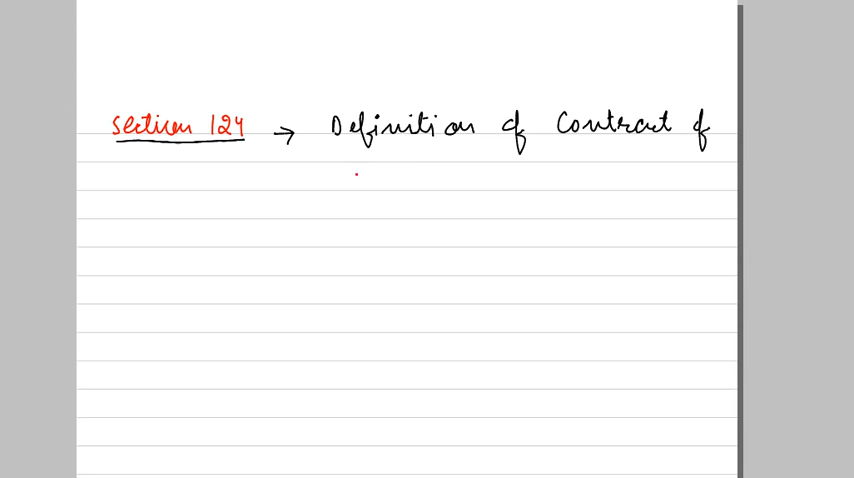 Section 124 → Definition of Contract of